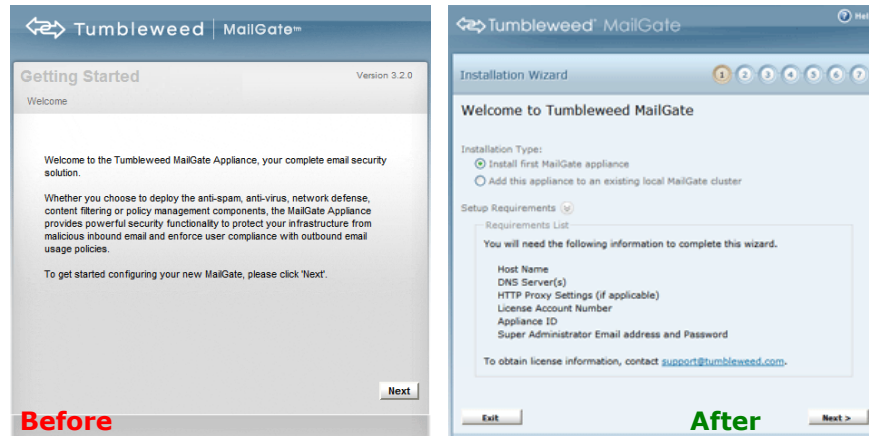 Tumbleweed | MailGate™
Getting Started
Version 3.2.0
Welcome
Welcome to the Tumbleweed MailGate Appliance, your complete email security
solution.
Whether you choose to deploy the anti-spam, anti-virus, network defense,
content filtering or policy management components, the MailGate Appliance
provides powerful security functionality to protect your infrastructure from
malicious inbound email and enforce user compliance with outbound email
usage policies.
To get started configuring your new MailGate, please click 'Next'.
Next
Before
Tumbleweed® MailGate
? Hel
Installation Wizard
1 2 3 4 5 6 7
Welcome to Tumbleweed MailGate
Installation Type:
Install first MailGate appliance
Add this appliance to an existing local MailGate cluster
Setup Requirements
Requirements List
You will need the following information to complete this wizard.
Host Name
DNS Server(s)
HTTP Proxy Settings (if applicable)
License Account Number
Appliance ID
Super Administrator Email address and Password
To obtain license information, contact support@tumbleweed.com.
Exit
Next >
After